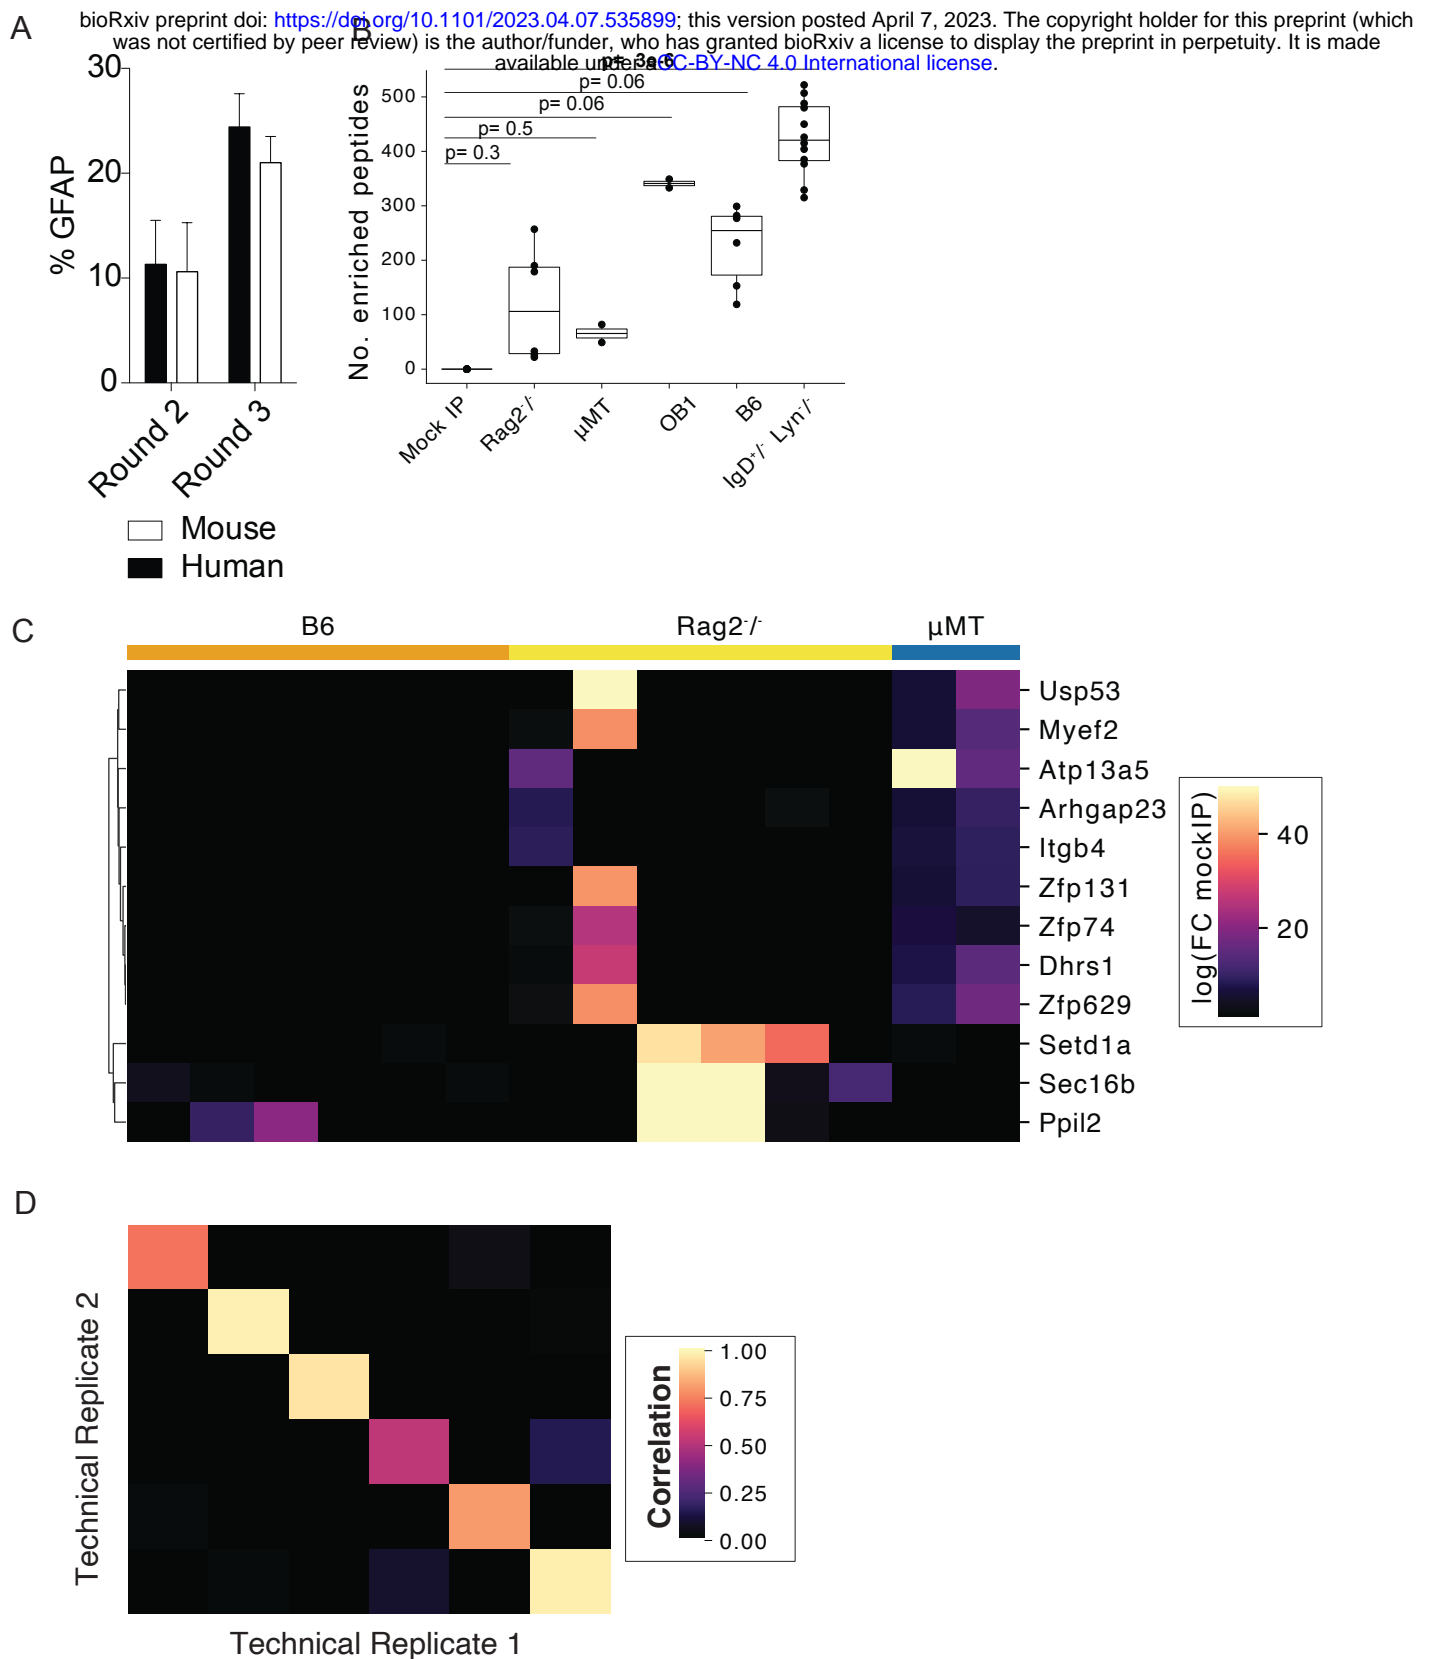 bioRxiv preprint doi: https://doi.org/10.1101/2023.04.07.535899; this version posted April 7, 2023. The copyright holder for this preprint (which
was not certified by peer review) is the author/funder, who has granted bioRxiv a license to display the preprint in perpetuity. It is made
available under aCC-BY-NC 4.0 International license.
A
% GFAP
30
20
10
0
Round 2
Round 3
Mouse
Human
B
No. enriched peptides
500
400
300
200
100
0
p= 3e-6
p= 0.06
p= 0.06
p= 0.5
p= 0.3
Mock IP
Rag2-/-
µMT
OB1
B6
IgD+/- Lyn-/-
C
B6
Rag2-/-
µMT
Usp53
Myef2
Atp13a5
Arhgap23
Itgb4
Zfp131
Zfp74
Dhrs1
Zfp629
Setd1a
Sec16b
Ppil2
log(FC mockIP)
40
20
D
Technical Replicate 2
Technical Replicate 1
Correlation
1.00
0.75
0.50
0.25
0.00